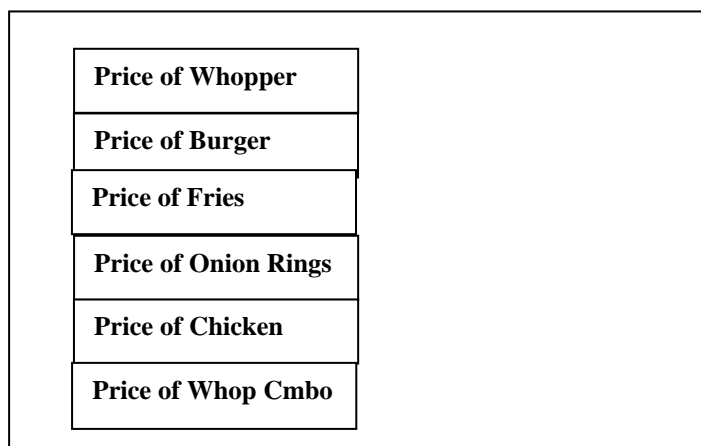 Price of Whopper
Price of Burger
Price of Fries
Price of Onion Rings
Price of Chicken
Price of Whop Cmbo